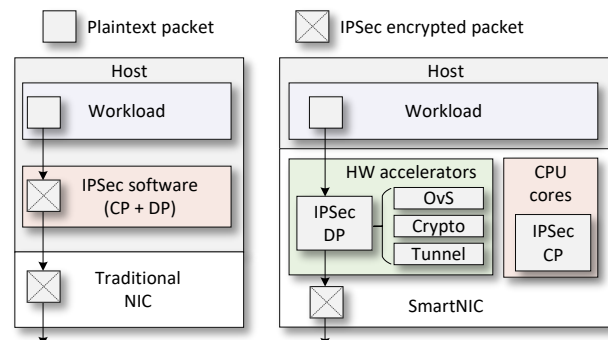 Plaintext packet
IPSec encrypted packet
Host
Workload
IPSec software
(CP + DP)
Traditional
NIC
Host
Workload
HW accelerators
IPSec
DP
OvS
Crypto
Tunnel
CPU
cores
IPSec
CP
SmartNIC